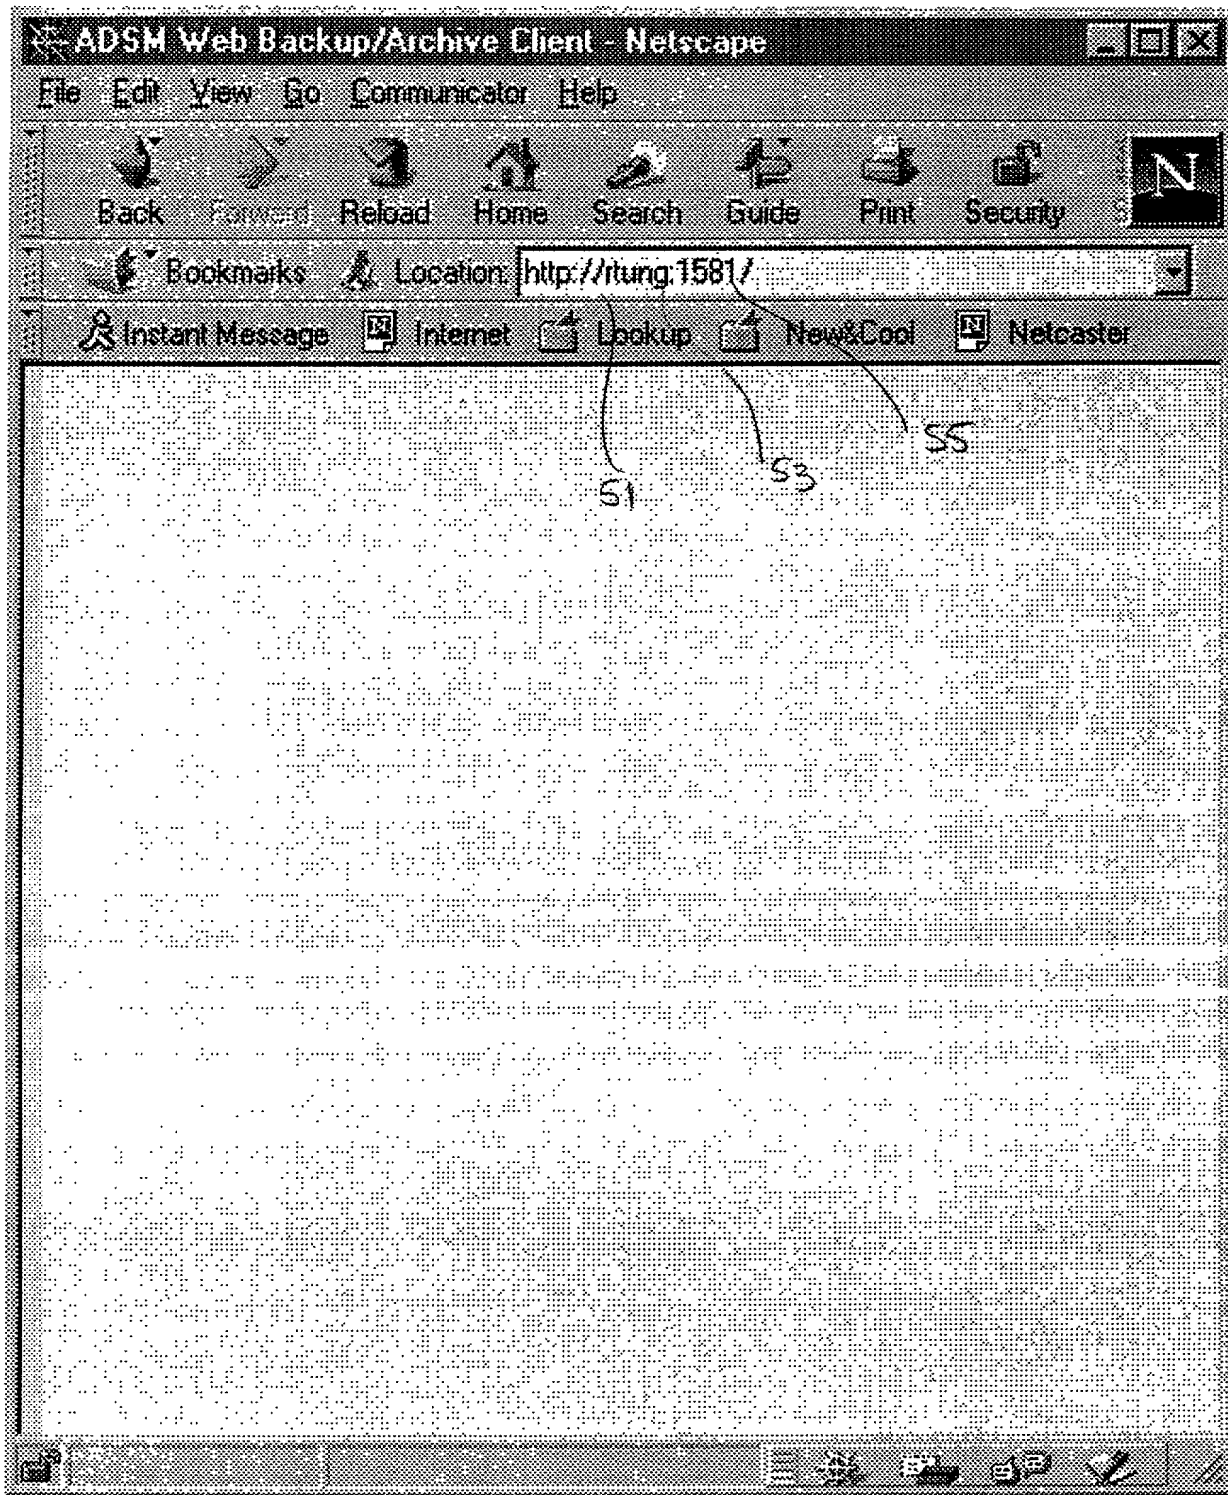 ADSM Web Backup/Archive Client - Netscape
File Edit View Go Communicator Help
N
Back Forward Reload Home Search Guide Print Security
Bookmarks Location: http://rtung:1581/
Instant Message Internet Lookup New&Cool Netcaster
55
53
51